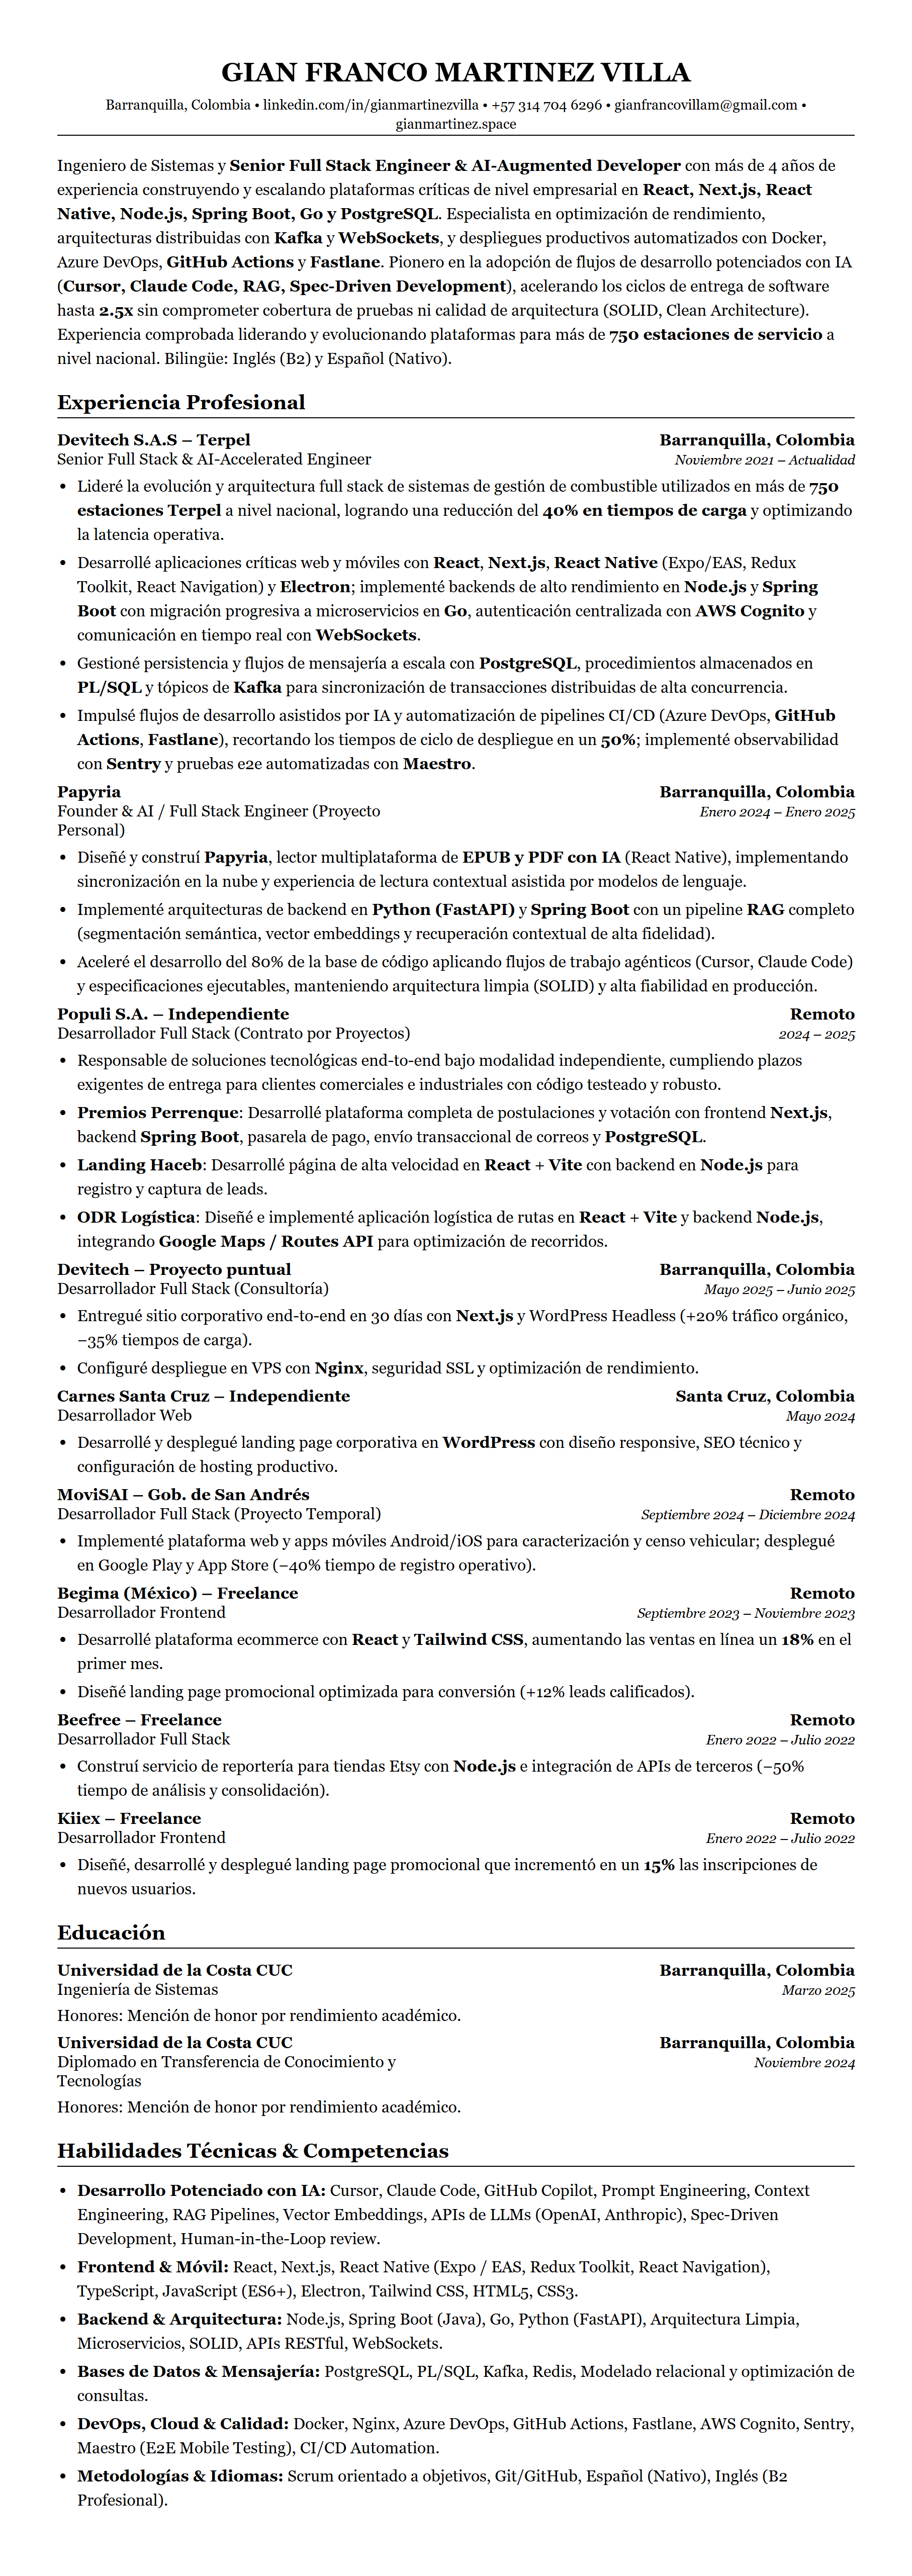 GIAN FRANCO MARTINEZ VILLA
Barranquilla, Colombia • linkedin.com/in/gianmartinezvilla • +57 314 704 6296 • gianfrancovillam@gmail.com •
gianmartinez.space
Ingeniero de Sistemas y Senior Full Stack Engineer & AI-Augmented Developer con más de 4 años de
experiencia construyendo y escalando plataformas críticas de nivel empresarial en React, Next.js, React
Native, Node.js, Spring Boot, Go y PostgreSQL. Especialista en optimización de rendimiento,
arquitecturas distribuidas con Kafka y WebSockets, y despliegues productivos automatizados con Docker,
Azure DevOps, GitHub Actions y Fastlane. Pionero en la adopción de flujos de desarrollo potenciados con IA
(Cursor, Claude Code, RAG, Spec-Driven Development), acelerando los ciclos de entrega de software
hasta 2.5x sin comprometer cobertura de pruebas ni calidad de arquitectura (SOLID, Clean Architecture).
Experiencia comprobada liderando y evolucionando plataformas para más de 750 estaciones de servicio a
nivel nacional. Bilingüe: Inglés (B2) y Español (Nativo).
Experiencia Profesional
Devitech S.A.S – Terpel Barranquilla, Colombia
Senior Full Stack & AI-Accelerated Engineer Noviembre 2021 – Actualidad
• Lideré la evolución y arquitectura full stack de sistemas de gestión de combustible utilizados en más de 750
estaciones Terpel a nivel nacional, logrando una reducción del 40% en tiempos de carga y optimizando
la latencia operativa.
• Desarrollé aplicaciones críticas web y móviles con React, Next.js, React Native (Expo/EAS, Redux
Toolkit, React Navigation) y Electron; implementé backends de alto rendimiento en Node.js y Spring
Boot con migración progresiva a microservicios en Go, autenticación centralizada con AWS Cognito y
comunicación en tiempo real con WebSockets.
• Gestioné persistencia y flujos de mensajería a escala con PostgreSQL, procedimientos almacenados en
PL/SQL y tópicos de Kafka para sincronización de transacciones distribuidas de alta concurrencia.
• Impulsé flujos de desarrollo asistidos por IA y automatización de pipelines CI/CD (Azure DevOps, GitHub
Actions, Fastlane), recortando los tiempos de ciclo de despliegue en un 50%; implementé observabilidad
con Sentry y pruebas e2e automatizadas con Maestro.
Papyria Barranquilla, Colombia
Founder & AI / Full Stack Engineer (Proyecto Enero 2024 – Enero 2025
Personal)
• Diseñé y construí Papyria, lector multiplataforma de EPUB y PDF con IA (React Native), implementando
sincronización en la nube y experiencia de lectura contextual asistida por modelos de lenguaje.
• Implementé arquitecturas de backend en Python (FastAPI) y Spring Boot con un pipeline RAG completo
(segmentación semántica, vector embeddings y recuperación contextual de alta fidelidad).
• Aceleré el desarrollo del 80% de la base de código aplicando flujos de trabajo agénticos (Cursor, Claude Code)
y especificaciones ejecutables, manteniendo arquitectura limpia (SOLID) y alta fiabilidad en producción.
Populi S.A. – Independiente Remoto
Desarrollador Full Stack (Contrato por Proyectos) 2024 – 2025
• Responsable de soluciones tecnológicas end-to-end bajo modalidad independiente, cumpliendo plazos
exigentes de entrega para clientes comerciales e industriales con código testeado y robusto.
• Premios Perrenque: Desarrollé plataforma completa de postulaciones y votación con frontend Next.js,
backend Spring Boot, pasarela de pago, envío transaccional de correos y PostgreSQL.
• Landing Haceb: Desarrollé página de alta velocidad en React + Vite con backend en Node.js para
registro y captura de leads.
• ODR Logística: Diseñé e implementé aplicación logística de rutas en React + Vite y backend Node.js,
integrando Google Maps / Routes API para optimización de recorridos.
Devitech – Proyecto puntual Barranquilla, Colombia
Desarrollador Full Stack (Consultoría) Mayo 2025 – Junio 2025
• Entregué sitio corporativo end-to-end en 30 días con Next.js y WordPress Headless (+20% tráfico orgánico,
−35% tiempos de carga).
• Configuré despliegue en VPS con Nginx, seguridad SSL y optimización de rendimiento.
Carnes Santa Cruz – Independiente Santa Cruz, Colombia
Desarrollador Web Mayo 2024
• Desarrollé y desplegué landing page corporativa en WordPress con diseño responsive, SEO técnico y
configuración de hosting productivo.
MoviSAI – Gob. de San Andrés Remoto
Desarrollador Full Stack (Proyecto Temporal) Septiembre 2024 – Diciembre 2024
• Implementé plataforma web y apps móviles Android/iOS para caracterización y censo vehicular; desplegué
en Google Play y App Store (−40% tiempo de registro operativo).
Begima (México) – Freelance Remoto
Desarrollador Frontend Septiembre 2023 – Noviembre 2023
• Desarrollé plataforma ecommerce con React y Tailwind CSS, aumentando las ventas en línea un 18% en el
primer mes.
• Diseñé landing page promocional optimizada para conversión (+12% leads calificados).
Beefree – Freelance Remoto
Desarrollador Full Stack Enero 2022 – Julio 2022
• Construí servicio de reportería para tiendas Etsy con Node.js e integración de APIs de terceros (−50%
tiempo de análisis y consolidación).
Kiiex – Freelance Remoto
Desarrollador Frontend Enero 2022 – Julio 2022
• Diseñé, desarrollé y desplegué landing page promocional que incrementó en un 15% las inscripciones de
nuevos usuarios.
Educación
Universidad de la Costa CUC Barranquilla, Colombia
Ingeniería de Sistemas Marzo 2025
Honores: Mención de honor por rendimiento académico.
Universidad de la Costa CUC Barranquilla, Colombia
Diplomado en Transferencia de Conocimiento y Noviembre 2024
Tecnologías
Honores: Mención de honor por rendimiento académico.
Habilidades Técnicas & Competencias
• Desarrollo Potenciado con IA: Cursor, Claude Code, GitHub Copilot, Prompt Engineering, Context
Engineering, RAG Pipelines, Vector Embeddings, APIs de LLMs (OpenAI, Anthropic), Spec-Driven
Development, Human-in-the-Loop review.
• Frontend & Móvil: React, Next.js, React Native (Expo / EAS, Redux Toolkit, React Navigation),
TypeScript, JavaScript (ES6+), Electron, Tailwind CSS, HTML5, CSS3.
• Backend & Arquitectura: Node.js, Spring Boot (Java), Go, Python (FastAPI), Arquitectura Limpia,
Microservicios, SOLID, APIs RESTful, WebSockets.
• Bases de Datos & Mensajería: PostgreSQL, PL/SQL, Kafka, Redis, Modelado relacional y optimización de
consultas.
• DevOps, Cloud & Calidad: Docker, Nginx, Azure DevOps, GitHub Actions, Fastlane, AWS Cognito, Sentry,
Maestro (E2E Mobile Testing), CI/CD Automation.
• Metodologías & Idiomas: Scrum orientado a objetivos, Git/GitHub, Español (Nativo), Inglés (B2
Profesional).